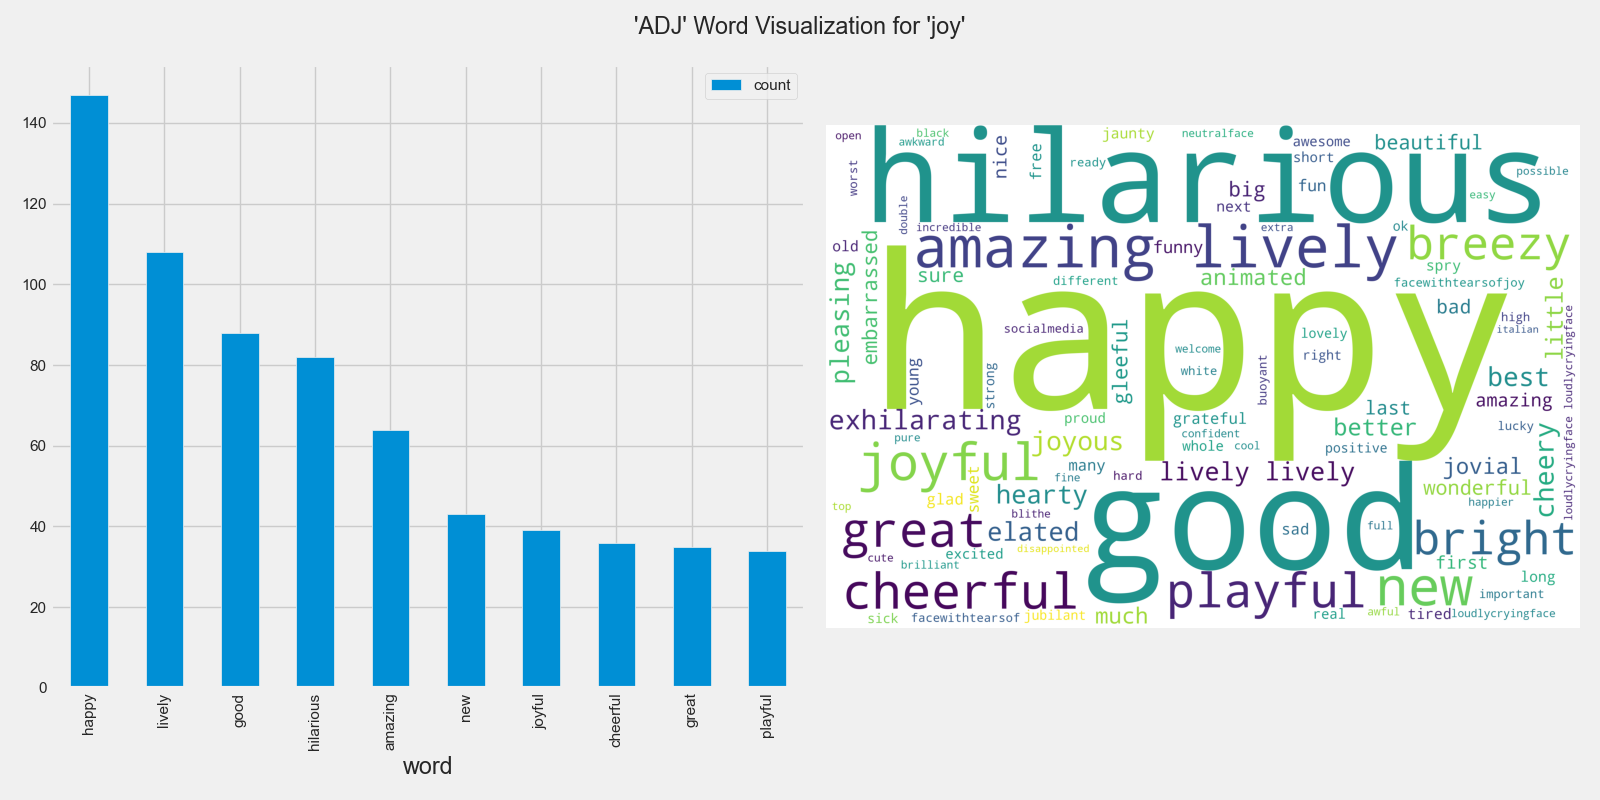 'ADJ' Word Visualization for 'joy'
count
140
120
100
80
60
40
20
0
happy
lively
good
hilarious
amazing
new
joyful
cheerful
great
playful
word
open
black
awkward
worst
double
hilarious
nice
free
ready
jaunty
neutralface
awesome
short
beautiful
big
next
fun
possible
easy
incredible
extra
ok
old
embarrassed
amazing
funny
lively
breezy
sure
different
animated
spry
facewithtearsofjoy
pleasing
happy
bad
high
italian
little
loudlycryingface loudlycryingface
socialmedia
gleeful
lovely
welcome
right
white
buoyant
young
strong
best
amazing
exhilarating
proud
grateful
last
better
lucky
pure
confident
whole
cool
positive
joyful
joyous
many
fine
hard
lively lively
jovial
cheery
wonderful
happier
top
glad
sweet
hearty
blithe
good
sad
full
great
elated
bright
disappointed
cute
excited
brilliant
first
long
cheerful
playful
new
important
sick
facewithtearsof
jubilant
much
real
awful
tired
loudlycryingface